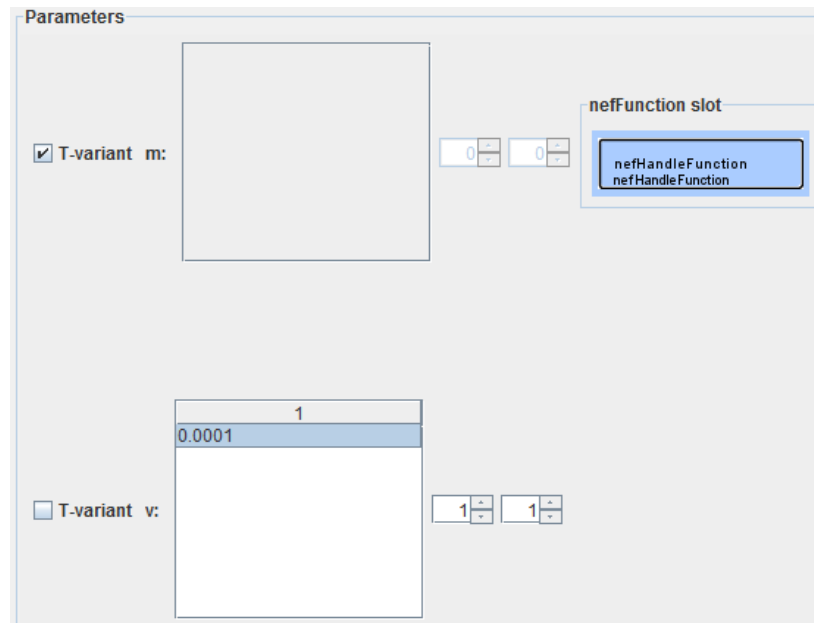 Parameters
nefFunction slot
T-variant m:
0
0
nefHandleFunction
nefHandleFunction
1
0.0001
T-variant v:
1
1